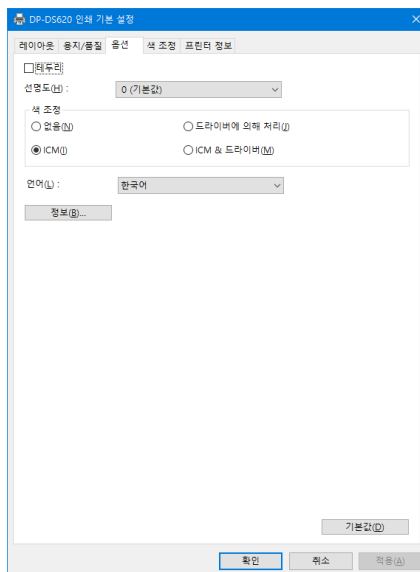 DP-DS620 인쇄 기본 설정
레이아웃 용지/품질 옵션 색 조정 프린터 정보
테두리
선명도(H) : 0 (기본값)
색 조정
없음(N) 드라이버에 의해 처리(J)
ICM(I) ICM & 드라이버(M)
언어(L) : 한국어
정보(B)...
기본값(D)
확인 취소 적용(A)